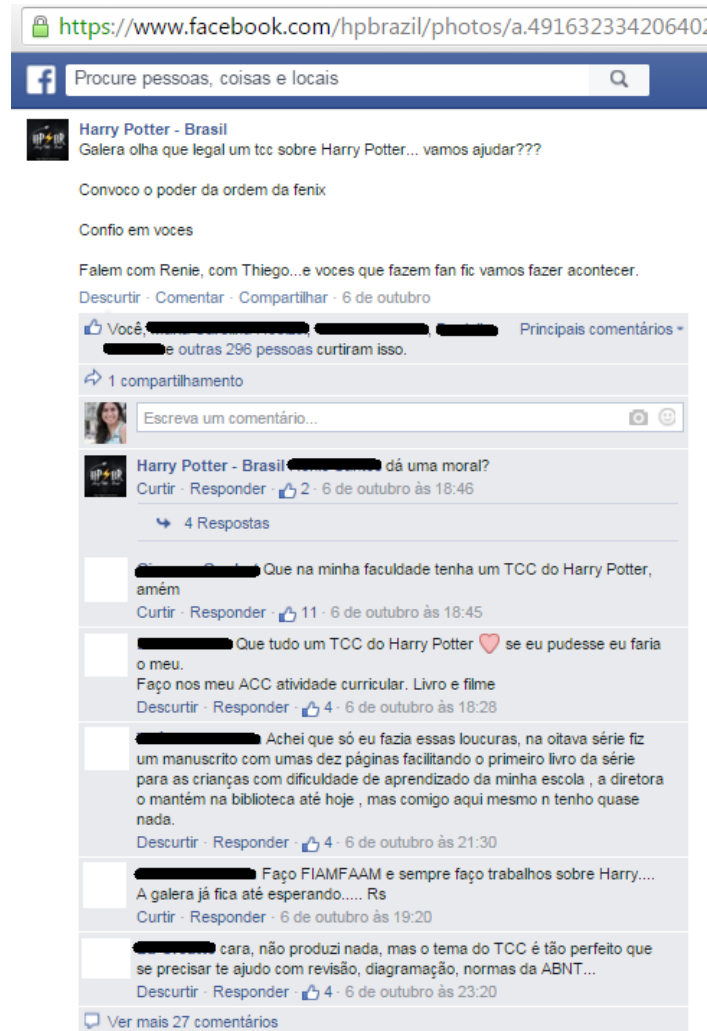 https://www.facebook.com/hpbrazil/photos/a.49163233420640
Procure pessoas, coisas e locais
Harry Potter - Brasil
Galera olha que legal um tcc sobre Harry Potter... vamos ajudar???
Convoco o poder da ordem da fenix
Confio em voces
Falem com Renie, com Thiego...e voces que fazem fan fic vamos fazer acontecer.
Descurtir · Comentar · Compartilhar · 6 de outubro
Você, Principais comentários
e outras 296 pessoas curtiram isso.
1 compartilhamento
Escreva um comentário...
Harry Potter - Brasil dá uma moral?
Curtir · Responder · 2 · 6 de outubro às 18:46
4 Respostas
Que na minha faculdade tenha um TCC do Harry Potter,
amém
Curtir · Responder · 11 · 6 de outubro às 18:45
Que tudo um TCC do Harry Potter se eu pudesse eu faria
o meu.
Faço nos meu ACC atividade curricular. Livro e filme
Descurtir · Responder · 4 · 6 de outubro às 18:28
Achei que só eu fazia essas loucuras, na oitava série fiz
um manuscrito com umas dez páginas facilitando o primeiro livro da série
para as crianças com dificuldade de aprendizado da minha escola , a diretora
o mantém na biblioteca até hoje , mas comigo aqui mesmo n tenho quase
nada.
Descurtir · Responder · 4 · 6 de outubro às 21:30
Faço FIAMFAAM e sempre faço trabalhos sobre Harry....
A galera já fica até esperando..... Rs
Curtir · Responder · 6 de outubro às 19:20
cara, não produzi nada, mas o tema do TCC é tão perfeito que
se precisar te ajudo com revisão, diagramação, normas da ABNT...
Descurtir · Responder · 4 · 6 de outubro às 23:20
Ver mais 27 comentários